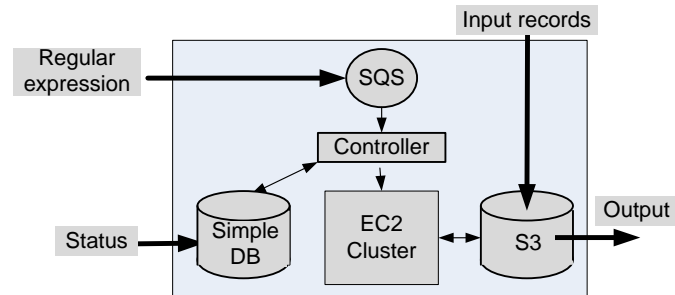 Input records
Regular
expression
SQS
Controller
Simple
DB
EC2
Cluster
S3
Output
Status